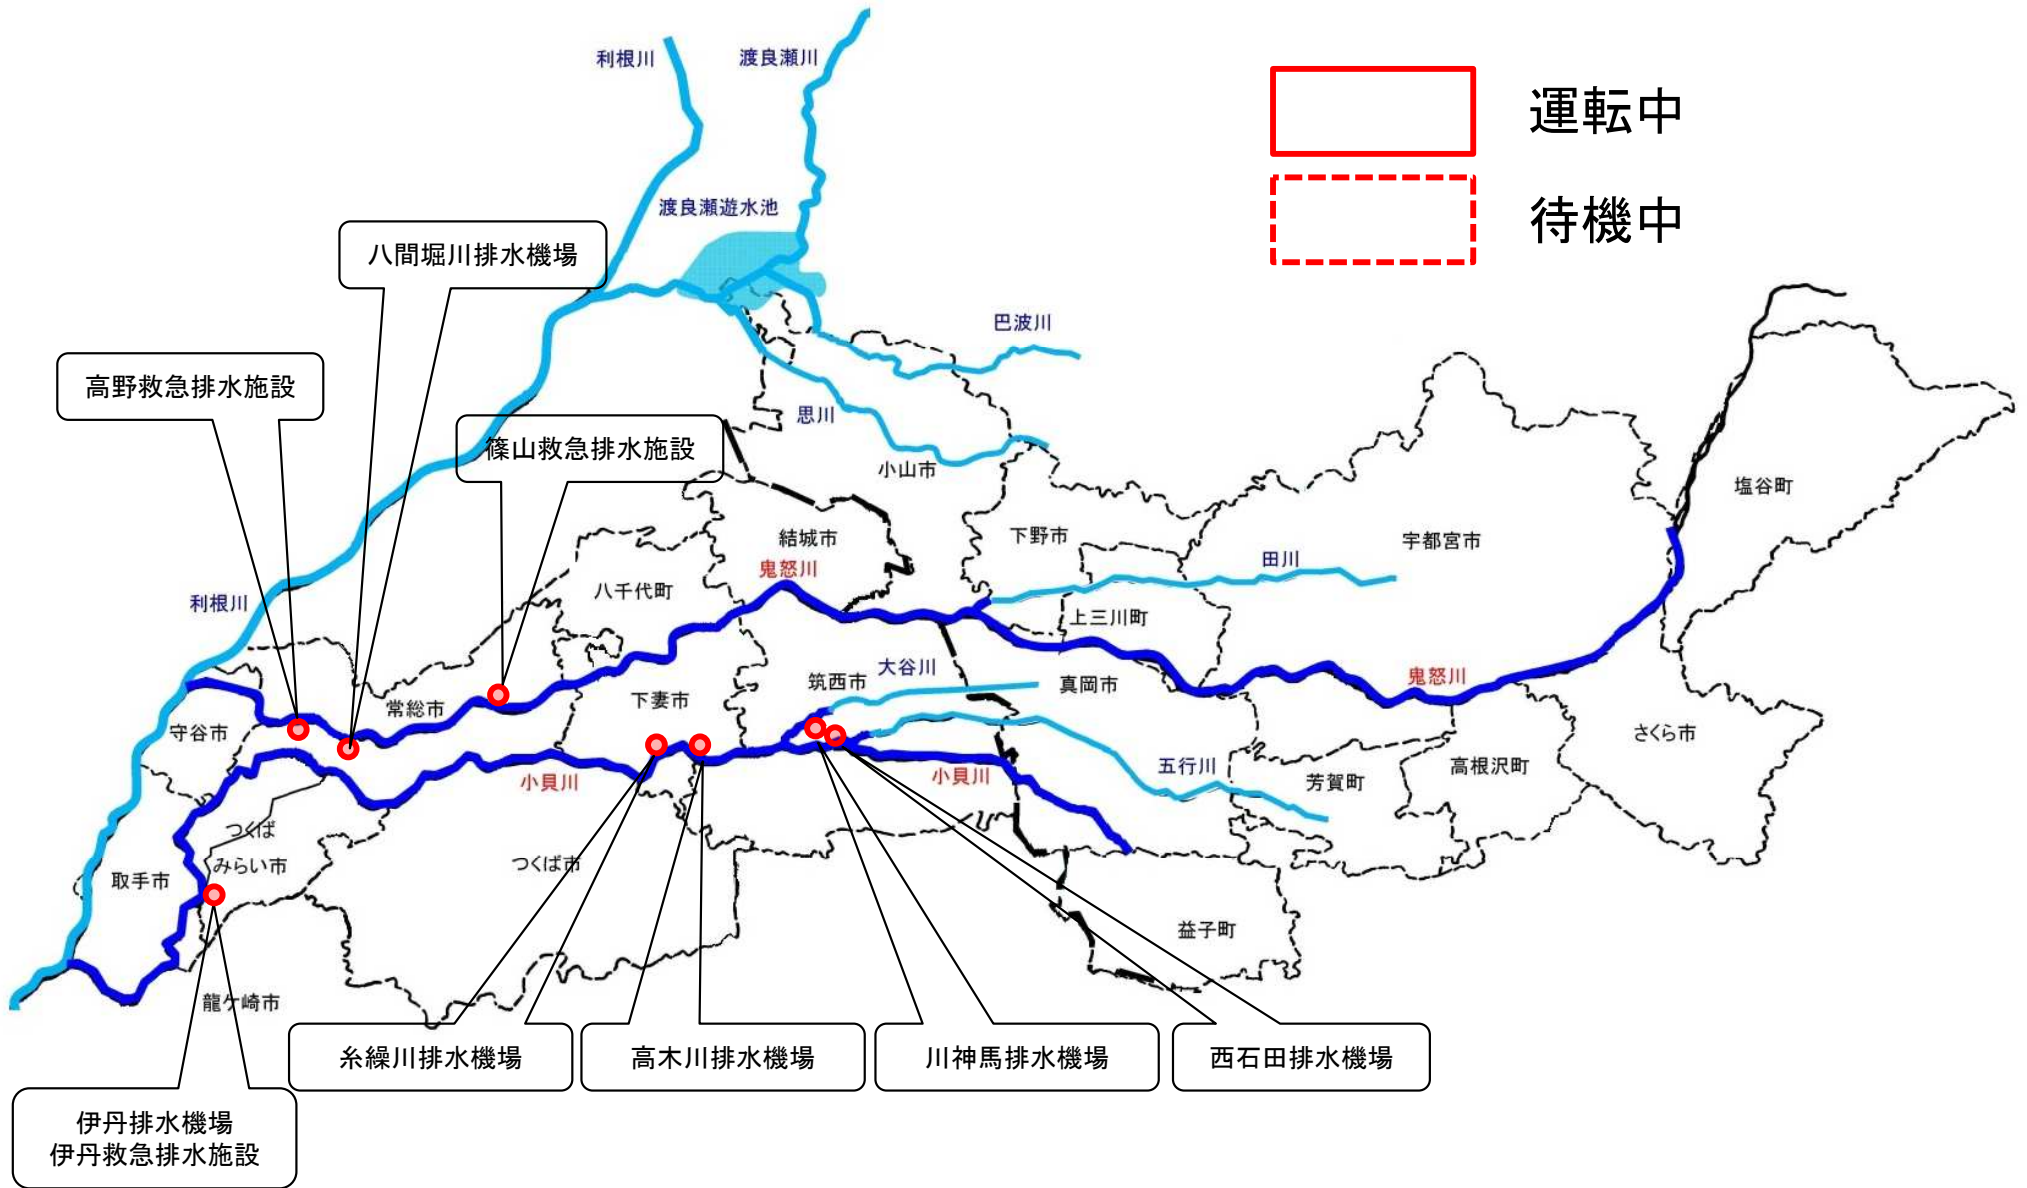 利根川
渡良瀬川
運転中
渡良瀬遊水池
待機中
八間堀川排水機場
巴波川
高野救急排水施設
思川
篠山救急排水施設
小山市
塩谷町
結城市
下野市
宇都宮市
鬼怒川
田川
八千代町
利根川
上三川町
大谷川
鬼怒川
筑西市
真岡市
下妻市
常総市
守谷市
さくら市
五行川
高根沢町
小貝川
小貝川
芳賀町
つくば
みらい市
つくば市
取手市
益子町
龍ケ崎市
糸繰川排水機場
高木川排水機場
川神馬排水機場
西石田排水機場
伊丹排水機場
伊丹救急排水施設